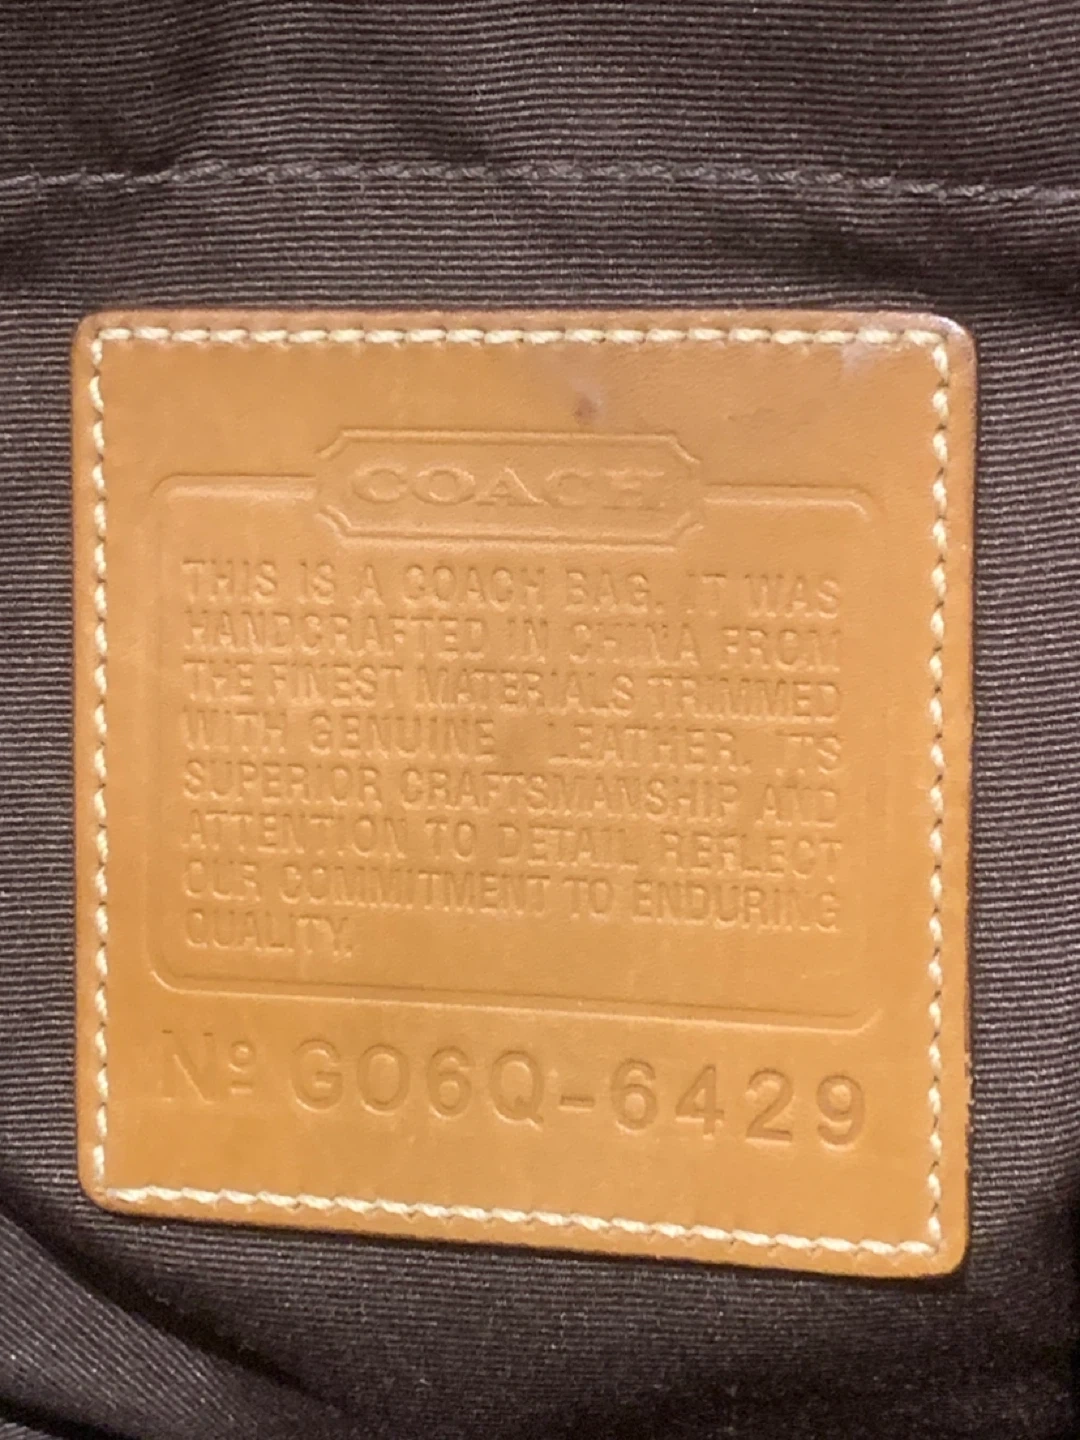 COACH
THIS IS A COACH BAG. IT WAS
HANDCRAFTED IN CHINA FROM
THE FINEST MATERIALS TRIMMED
WITH GENUINE LEATHER. ITS
SUPERIOR CRAFTSMANSHIP AND
ATTENTION TO DETAIL REFLECT
OUR COMMITMENT TO ENDURING
QUALITY.
Nº G06Q-6429